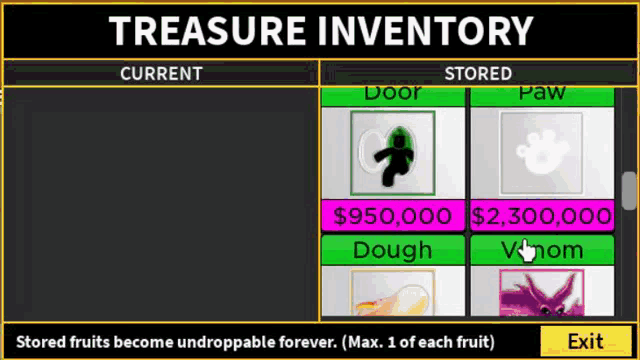 TREASURE INVENTORY
CURRENT
STORED
Door
Paw
$950,000
$2,300,000
Dough
Venom
Stored fruits become undroppable forever. (Max. 1 of each fruit)
Exit